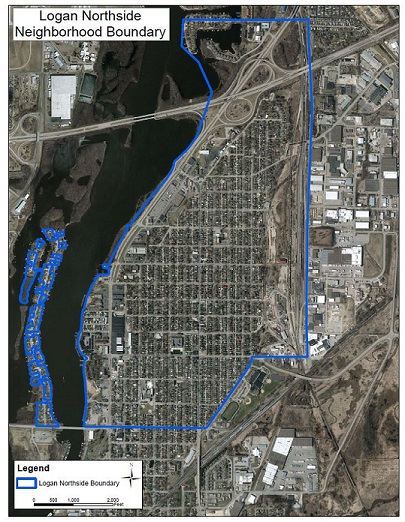 Logan Northside
Neighborhood Boundary
Legend
Logan Northside Boundary
N
0 500 1,000 2,000
Feet